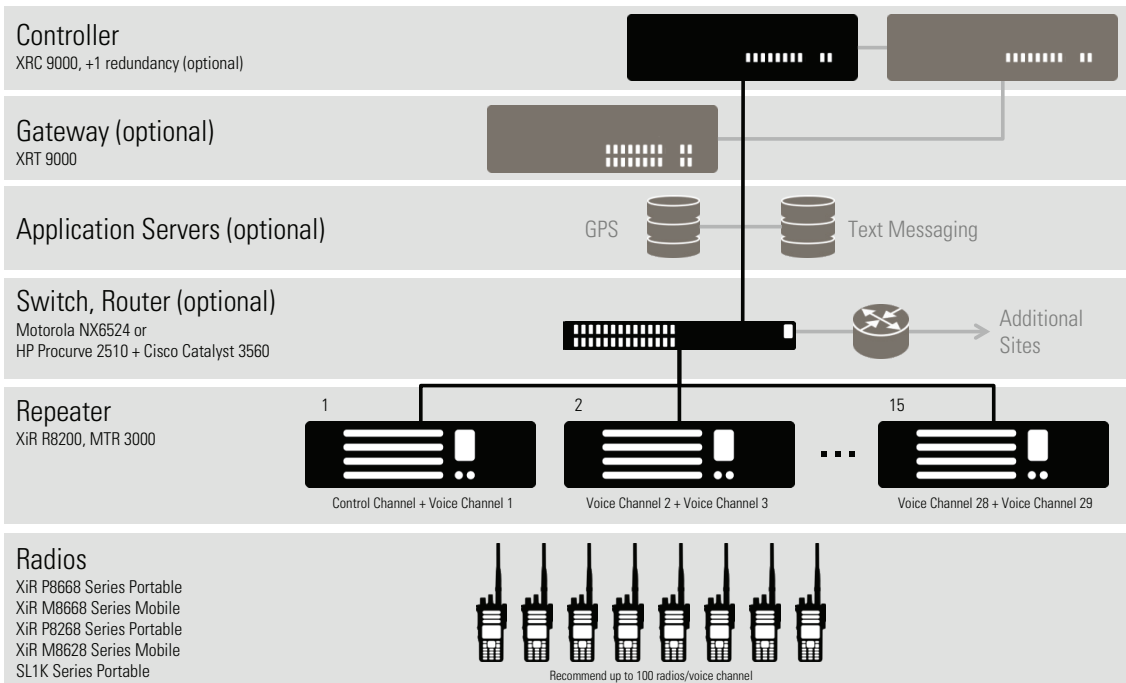 Controller
XRC 9000, +1 redundancy (optional)
Gateway (optional)
XRT 9000
Application Servers (optional)
GPS
Text Messaging
Switch, Router (optional)
Motorola NX6524 or
HP Procurve 2510 + Cisco Catalyst 3560
Additional
Sites
Repeater
XiR R8200, MTR 3000
1
2
15
...
Control Channel + Voice Channel 1
Voice Channel 2 + Voice Channel 3
Voice Channel 28 + Voice Channel 29
Radios
XiR P8668 Series Portable
XiR M8668 Series Mobile
XiR P8268 Series Portable
XiR M8628 Series Mobile
SL1K Series Portable
Recommend up to 100 radios/voice channel